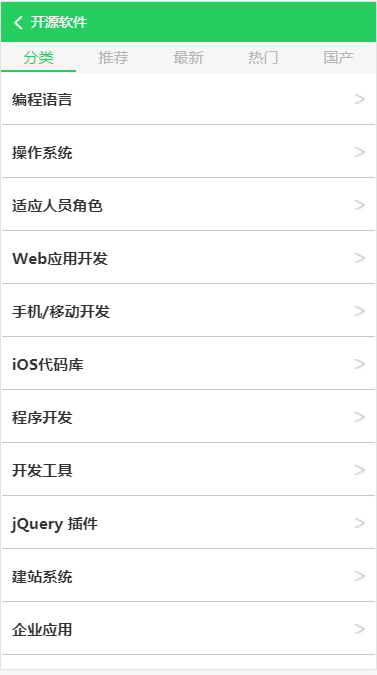 开源软件
分类 推荐 最新 热门 国产
编程语言
操作系统
适应人员角色
Web应用开发
手机/移动开发
iOS代码库
程序开发
开发工具
jQuery 插件
建站系统
企业应用